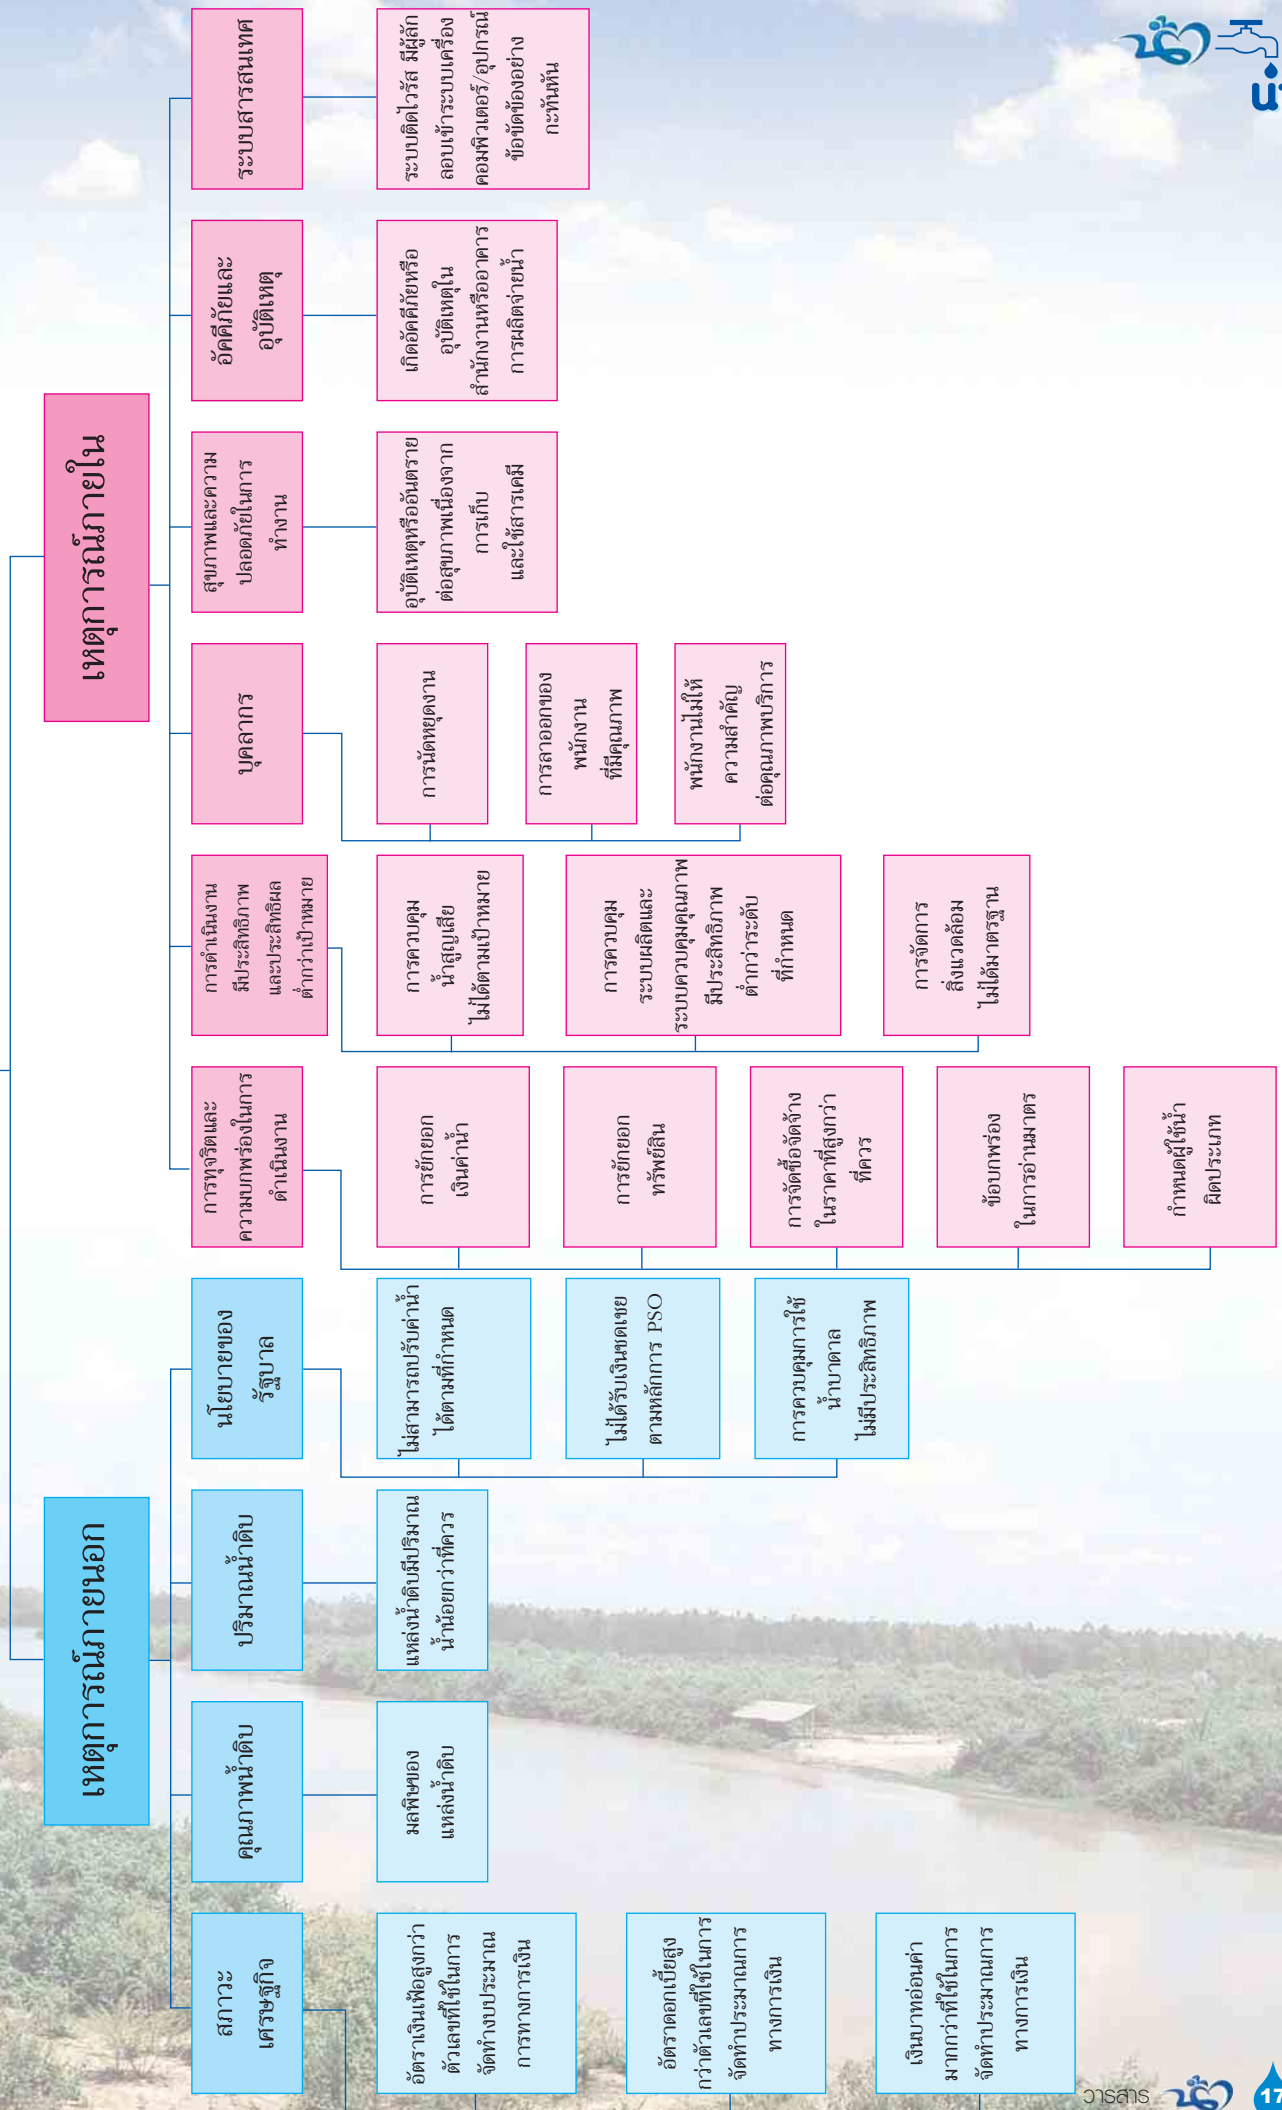 เหตุการณ์ภายนอก
สภาวะ
เศรษฐกิจ
อัตราเงินเฟ้อสูงกว่า
ตัวเลขที่ใช้ในการ
จัดทำงบประมาณ
การทางการเงิน
อัตราดอกเบี้ยสูง
กว่าตัวเลขที่ใช้ในการ
จัดทำประมาณการ
ทางการเงิน
เงินบาทอ่อนค่า
มากกว่าที่ใช้ในการ
จัดทำประมาณการ
ทางการเงิน
คุณภาพน้ำดิบ
มลพิษของ
แหล่งน้ำดิบ
ปริมาณน้ำดิบ
แหล่งน้ำดิบมีปริมาณ
น้ำน้อยกว่าที่ควร
นโยบายของ
รัฐบาล
ไม่สามารถปรับค่าน้ำ
ได้ตามที่กำหนด
ไม่ได้รับเงินชดเชย
ตามหลักการ PSO
การควบคุมการใช้
น้ำบาดาล
ไม่มีประสิทธิภาพ
เหตุการณ์ภายใน
การทุจริตและ
ความบกพร่องในการ
ดำเนินงาน
การยักยอก
เงินค่าน้ำ
การยักยอก
ทรัพย์สิน
การจัดซื้อจัดจ้าง
ในราคาที่สูงกว่า
ที่ควร
ข้อบกพร่อง
ในการอ่านมาตร
กำหนดผู้ใช้น้ำ
ผิดประเภท
การดำเนินงาน
มีประสิทธิภาพ
และประสิทธิผล
ต่ำกว่าเป้าหมาย
การควบคุม
น้ำสูญเสีย
ไม่ได้ตามเป้าหมาย
การควบคุม
ระบบผลิตและ
ระบบควบคุมคุณภาพ
มีประสิทธิภาพ
ต่ำกว่าระดับ
ที่กำหนด
การจัดการ
สิ่งแวดล้อม
ไม่ได้มาตรฐาน
บุคลากร
การนัดหยุดงาน
การลาออกของ
พนักงาน
ที่มีคุณภาพ
พนักงานไม่ให้
ความสำคัญ
ต่อคุณภาพบริการ
สุขภาพและความ
ปลอดภัยในการ
ทำงาน
อุบัติเหตุหรืออันตราย
ต่อสุขภาพเนื่องจาก
การเก็บ
และใช้สารเคมี
อัคคีภัยและ
อุบัติเหตุ
เกิดอัคคีภัยหรือ
อุบัติเหตุใน
สำนักงานหรืออาคาร
การผลิตจ่ายน้ำ
ระบบสารสนเทศ
ระบบติดไวรัส มีผู้ลัก
ลอบเข้าระบบเครื่อง
คอมพิวเตอร์/อุปกรณ์
ข้อขัดข้องอย่าง
กะทันหัน
วารสาร
17